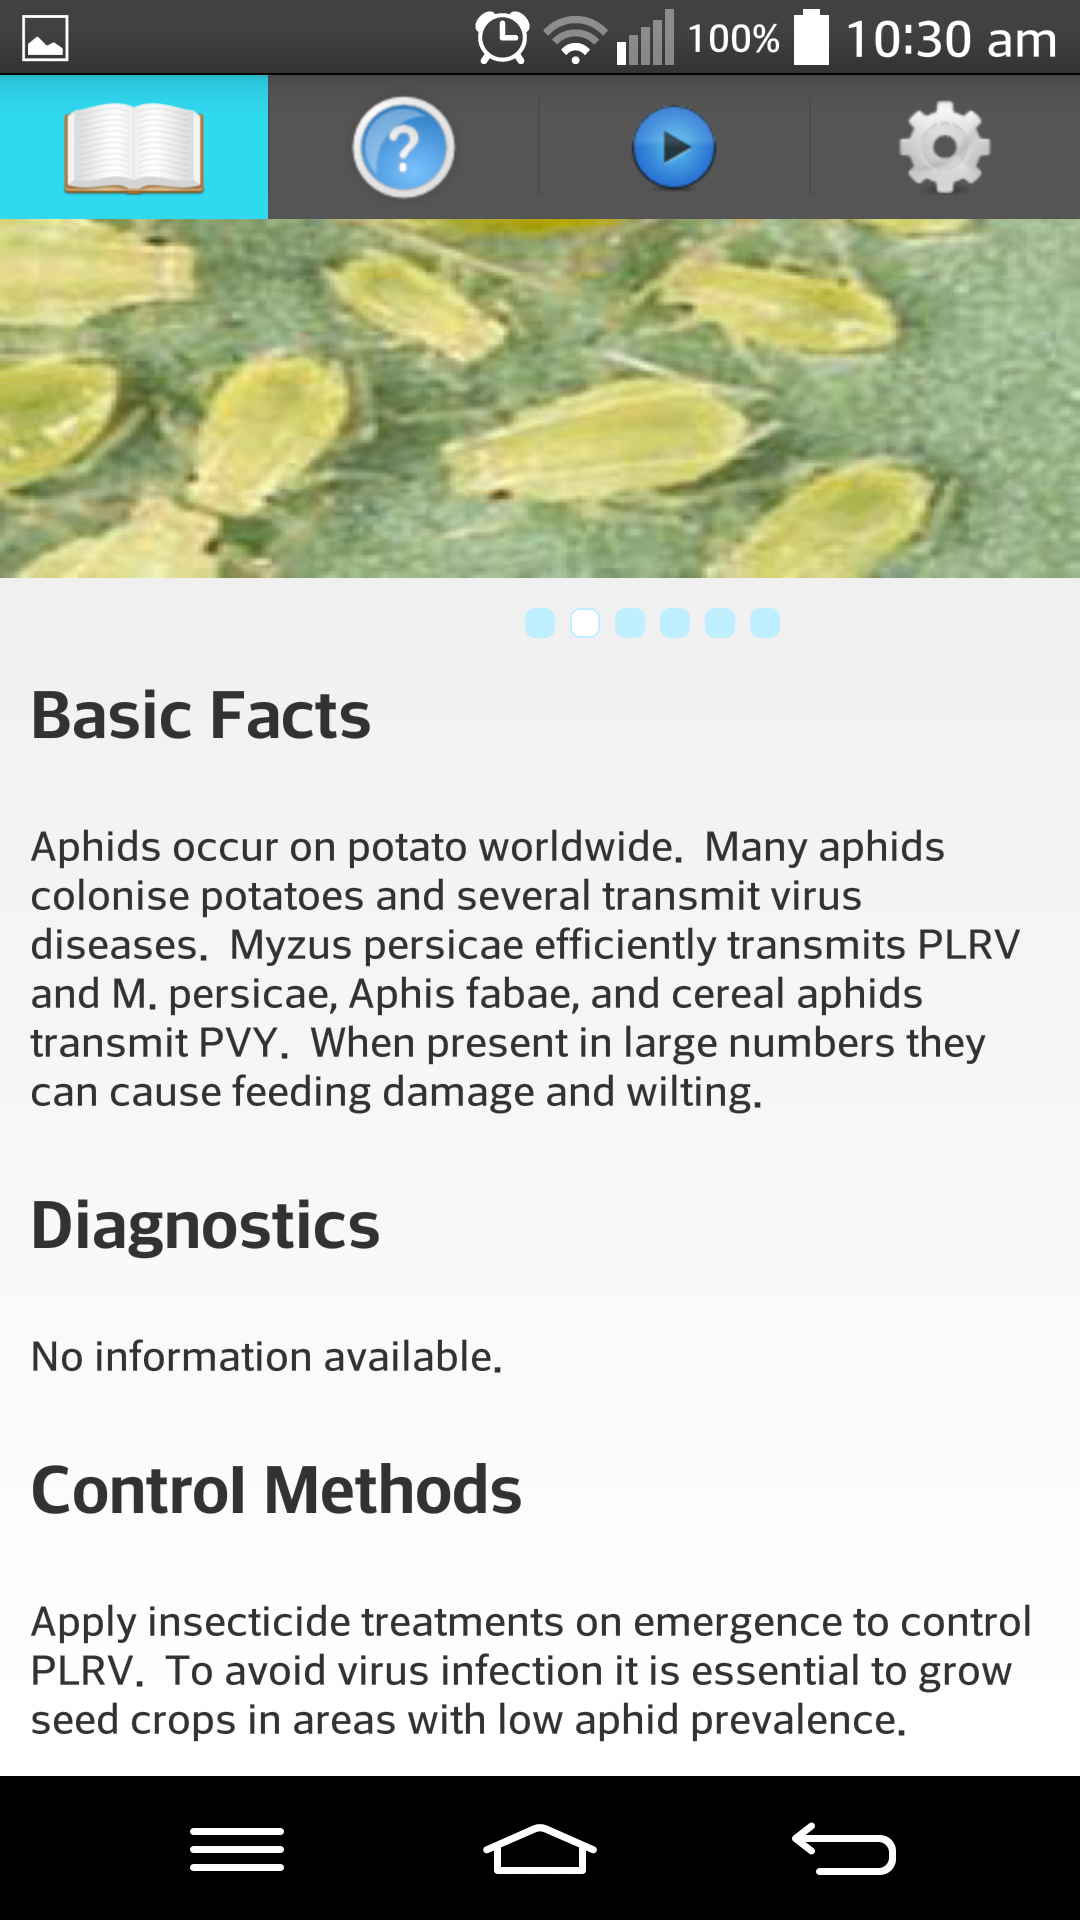 100% 10:30 am
?
Basic Facts
Aphids occur on potato worldwide.  Many aphids
colonise potatoes and several transmit virus
diseases.  Myzus persicae efficiently transmits PLRV
and M. persicae, Aphis fabae, and cereal aphids
transmit PVY.  When present in large numbers they
can cause feeding damage and wilting.
Diagnostics
No information available.
Control Methods
Apply insecticide treatments on emergence to control
PLRV.  To avoid virus infection it is essential to grow
seed crops in areas with low aphid prevalence.